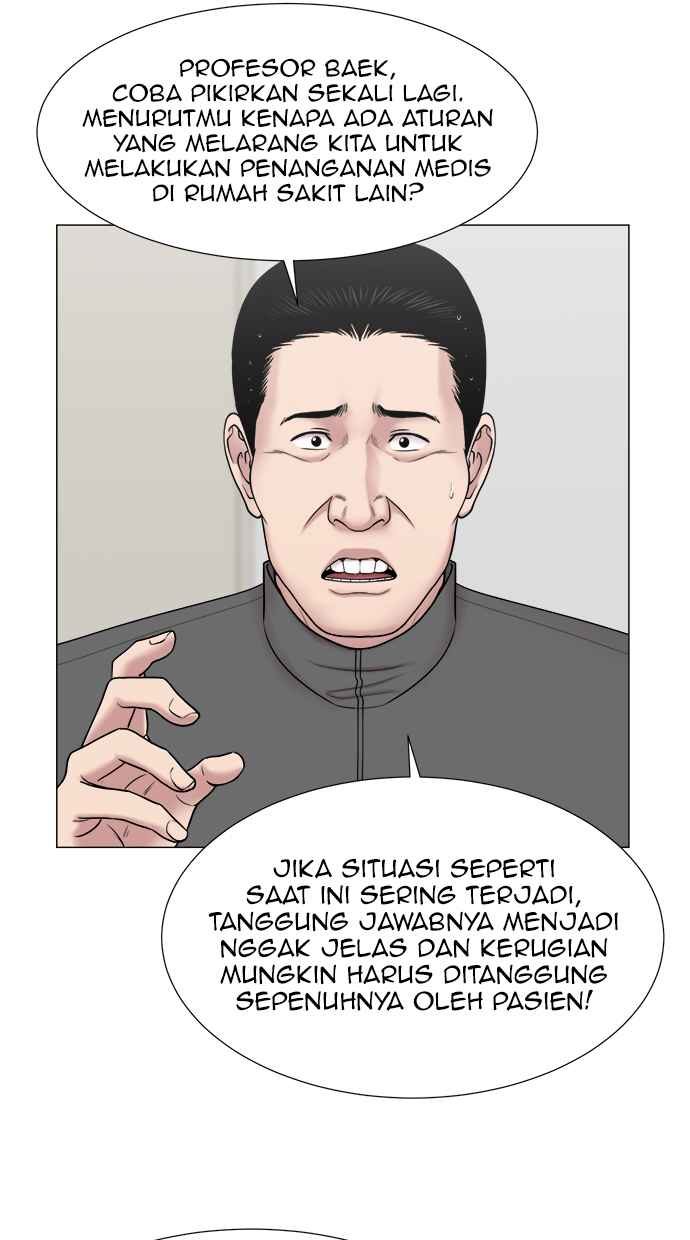 PROFESOR BAEK,
COBA PIKIRKAN SEKALI LAGI.
MENURUTMU KENAPA ADA ATURAN
YANG MELARANG KITA UNTUK
MELAKUKAN PENANGANAN MEDIS
DI RUMAH SAKIT LAIN?
JIKA SITUASI SEPERTI
SAAT INI SERING TERJADI,
TANGGUNG JAWABNYA MENJADI
NGGAK JELAS DAN KERUGIAN
MUNGKIN HARUS DITANGGUNG
SEPENUHNYA OLEH PASIEN!